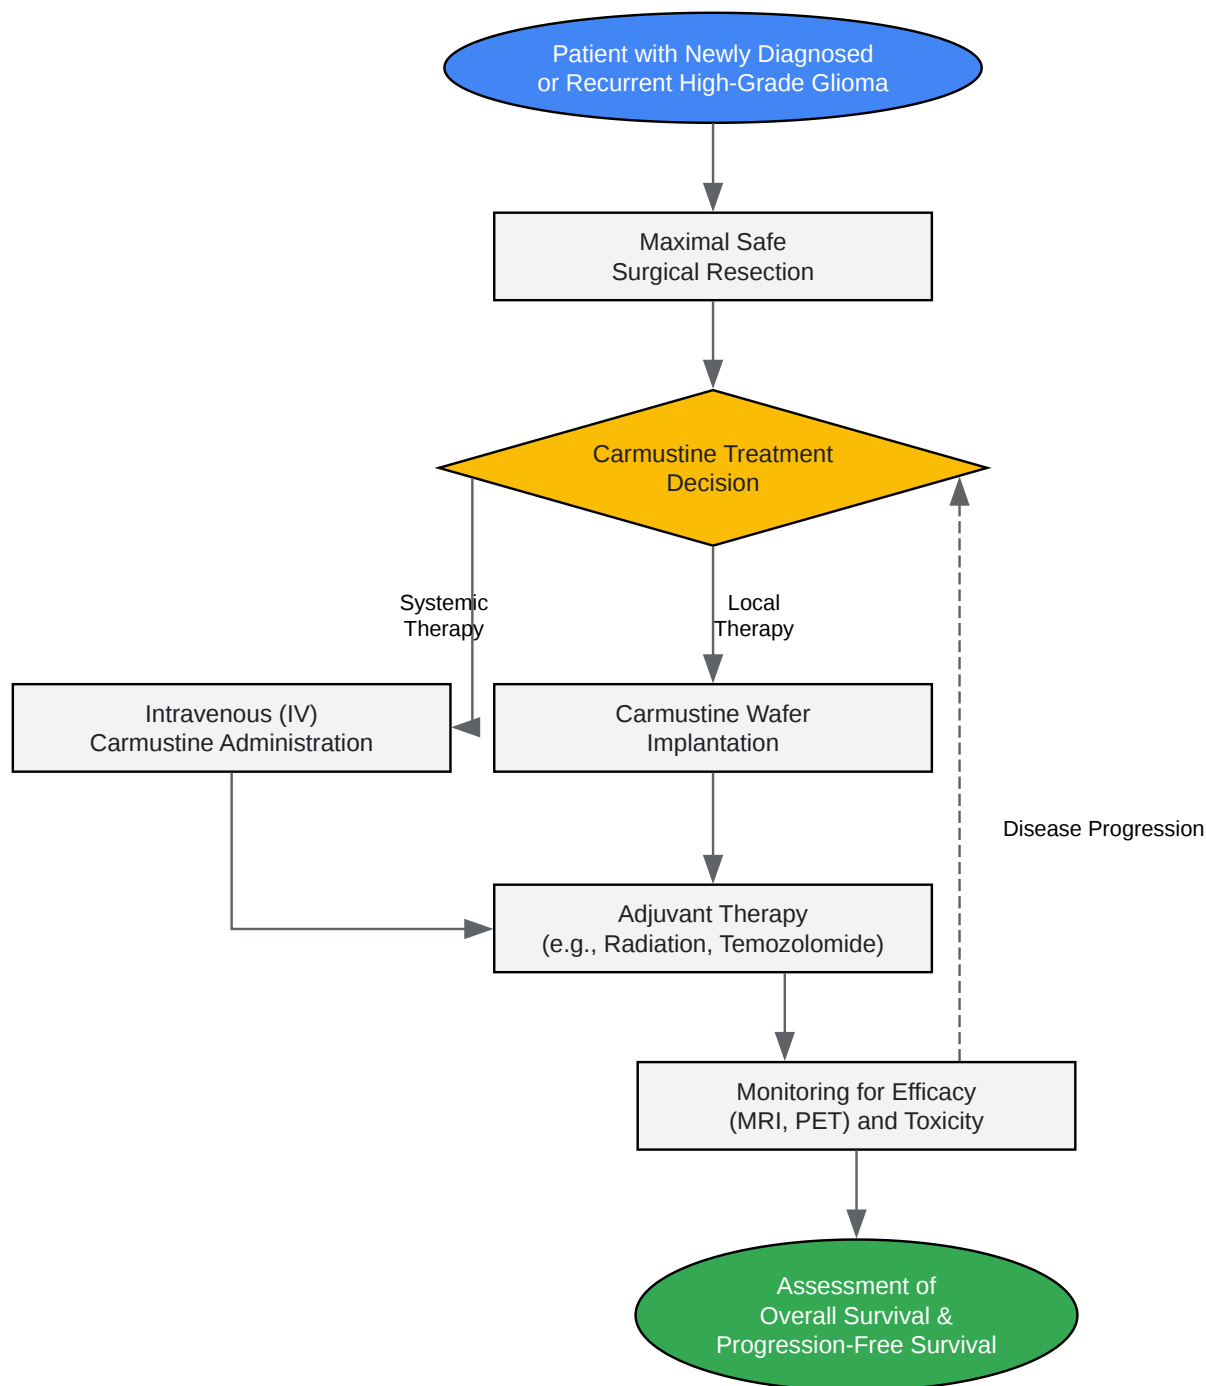 Patient with Newly Diagnosed
or Recurrent High-Grade Glioma
Maximal Safe
Surgical Resection
Carmustine Treatment
Decision
Systemic
Therapy
Local
Therapy
Intravenous (IV)
Carmustine Administration
Carmustine Wafer
Implantation
Disease Progression
Adjuvant Therapy
(e.g., Radiation, Temozolomide)
Monitoring for Efficacy
(MRI, PET) and Toxicity
Assessment of
Overall Survival &
Progression-Free Survival